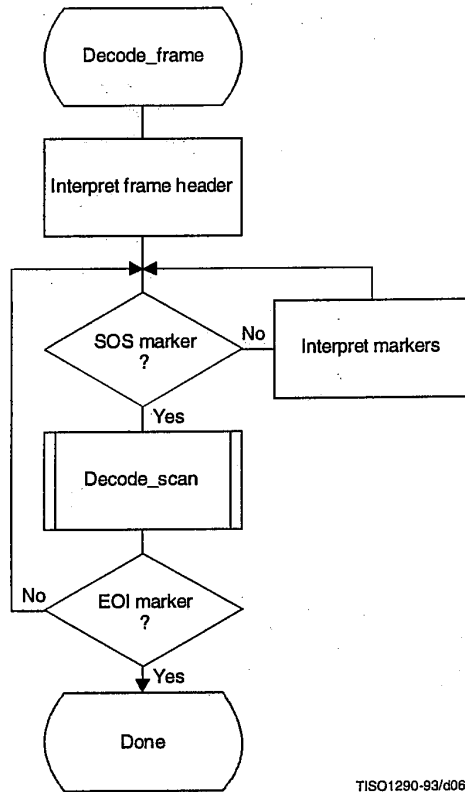 Decode_frame
Interpret frame header
SOS marker
?
No
Interpret markers
Yes
Decode_scan
No
EOI marker
?
Yes
Done
TISO1290-93/d06